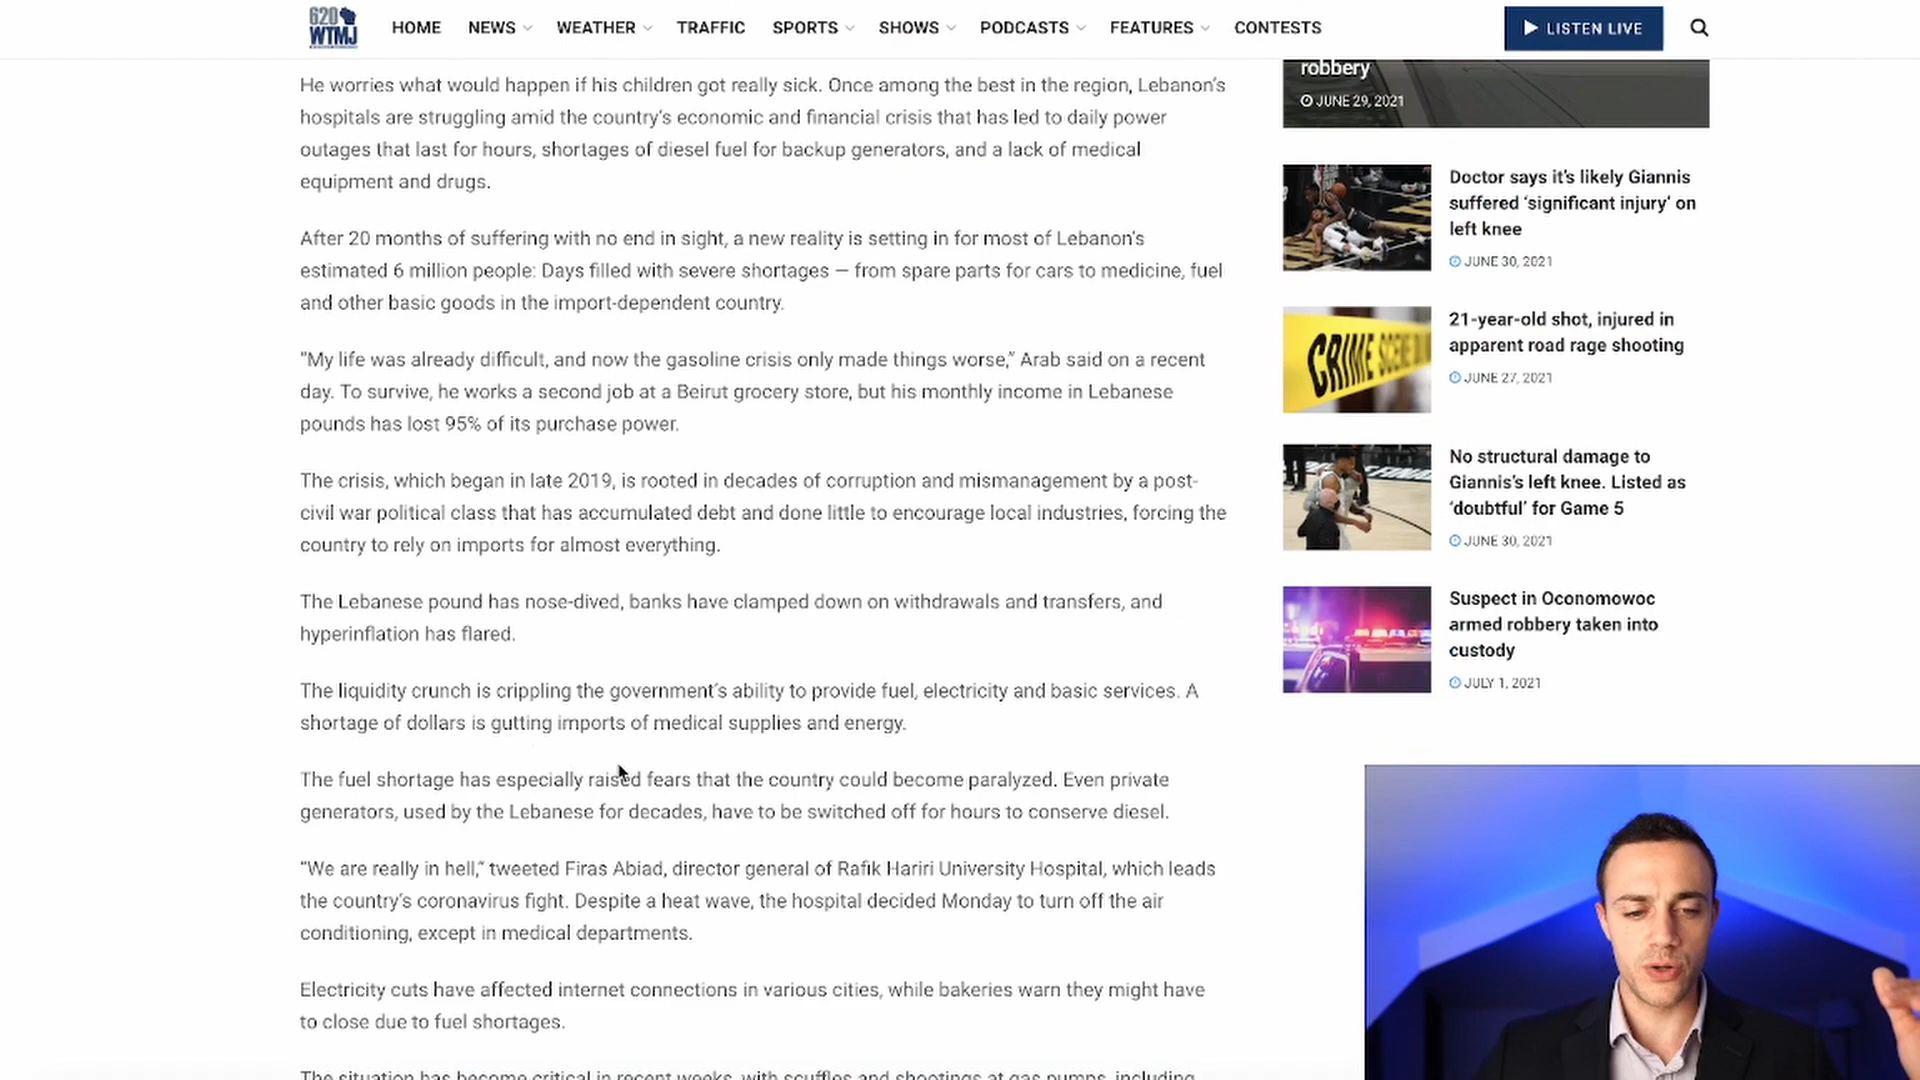 620
WTMJ
HOME NEWS WEATHER TRAFFIC SPORTS SHOWS PODCASTS FEATURES CONTESTS
LISTEN LIVE
He worries what would happen if his children got really sick. Once among the best in the region, Lebanon's
hospitals are struggling amid the country's economic and financial crisis that has led to daily power
outages that last for hours, shortages of diesel fuel for backup generators, and a lack of medical
equipment and drugs.
After 20 months of suffering with no end in sight, a new reality is setting in for most of Lebanon's
estimated 6 million people: Days filled with severe shortages — from spare parts for cars to medicine, fuel
and other basic goods in the import-dependent country.
“My life was already difficult, and now the gasoline crisis only made things worse,” Arab said on a recent
day. To survive, he works a second job at a Beirut grocery store, but his monthly income in Lebanese
pounds has lost 95% of its purchase power.
The crisis, which began in late 2019, is rooted in decades of corruption and mismanagement by a post-
civil war political class that has accumulated debt and done little to encourage local industries, forcing the
country to rely on imports for almost everything.
The Lebanese pound has nose-dived, banks have clamped down on withdrawals and transfers, and
hyperinflation has flared.
The liquidity crunch is crippling the government's ability to provide fuel, electricity and basic services. A
shortage of dollars is gutting imports of medical supplies and energy.
The fuel shortage has especially raised fears that the country could become paralyzed. Even private
generators, used by the Lebanese for decades, have to be switched off for hours to conserve diesel.
“We are really in hell,” tweeted Firas Abiad, director general of Rafik Hariri University Hospital, which leads
the country's coronavirus fight. Despite a heat wave, the hospital decided Monday to turn off the air
conditioning, except in medical departments.
Electricity cuts have affected internet connections in various cities, while bakeries warn they might have
to close due to fuel shortages.
The situation has become critical in recent weeks, with scuffles and shootings at gas pumps, including
robbery
JUNE 29, 2021
Doctor says it's likely Giannis
suffered ‘significant injury’ on
left knee
JUNE 30, 2021
CRIME SCENE
21-year-old shot, injured in
apparent road rage shooting
JUNE 27, 2021
No structural damage to
Giannis's left knee. Listed as
‘doubtful’ for Game 5
JUNE 30, 2021
Suspect in Oconomowoc
armed robbery taken into
custody
JULY 1, 2021